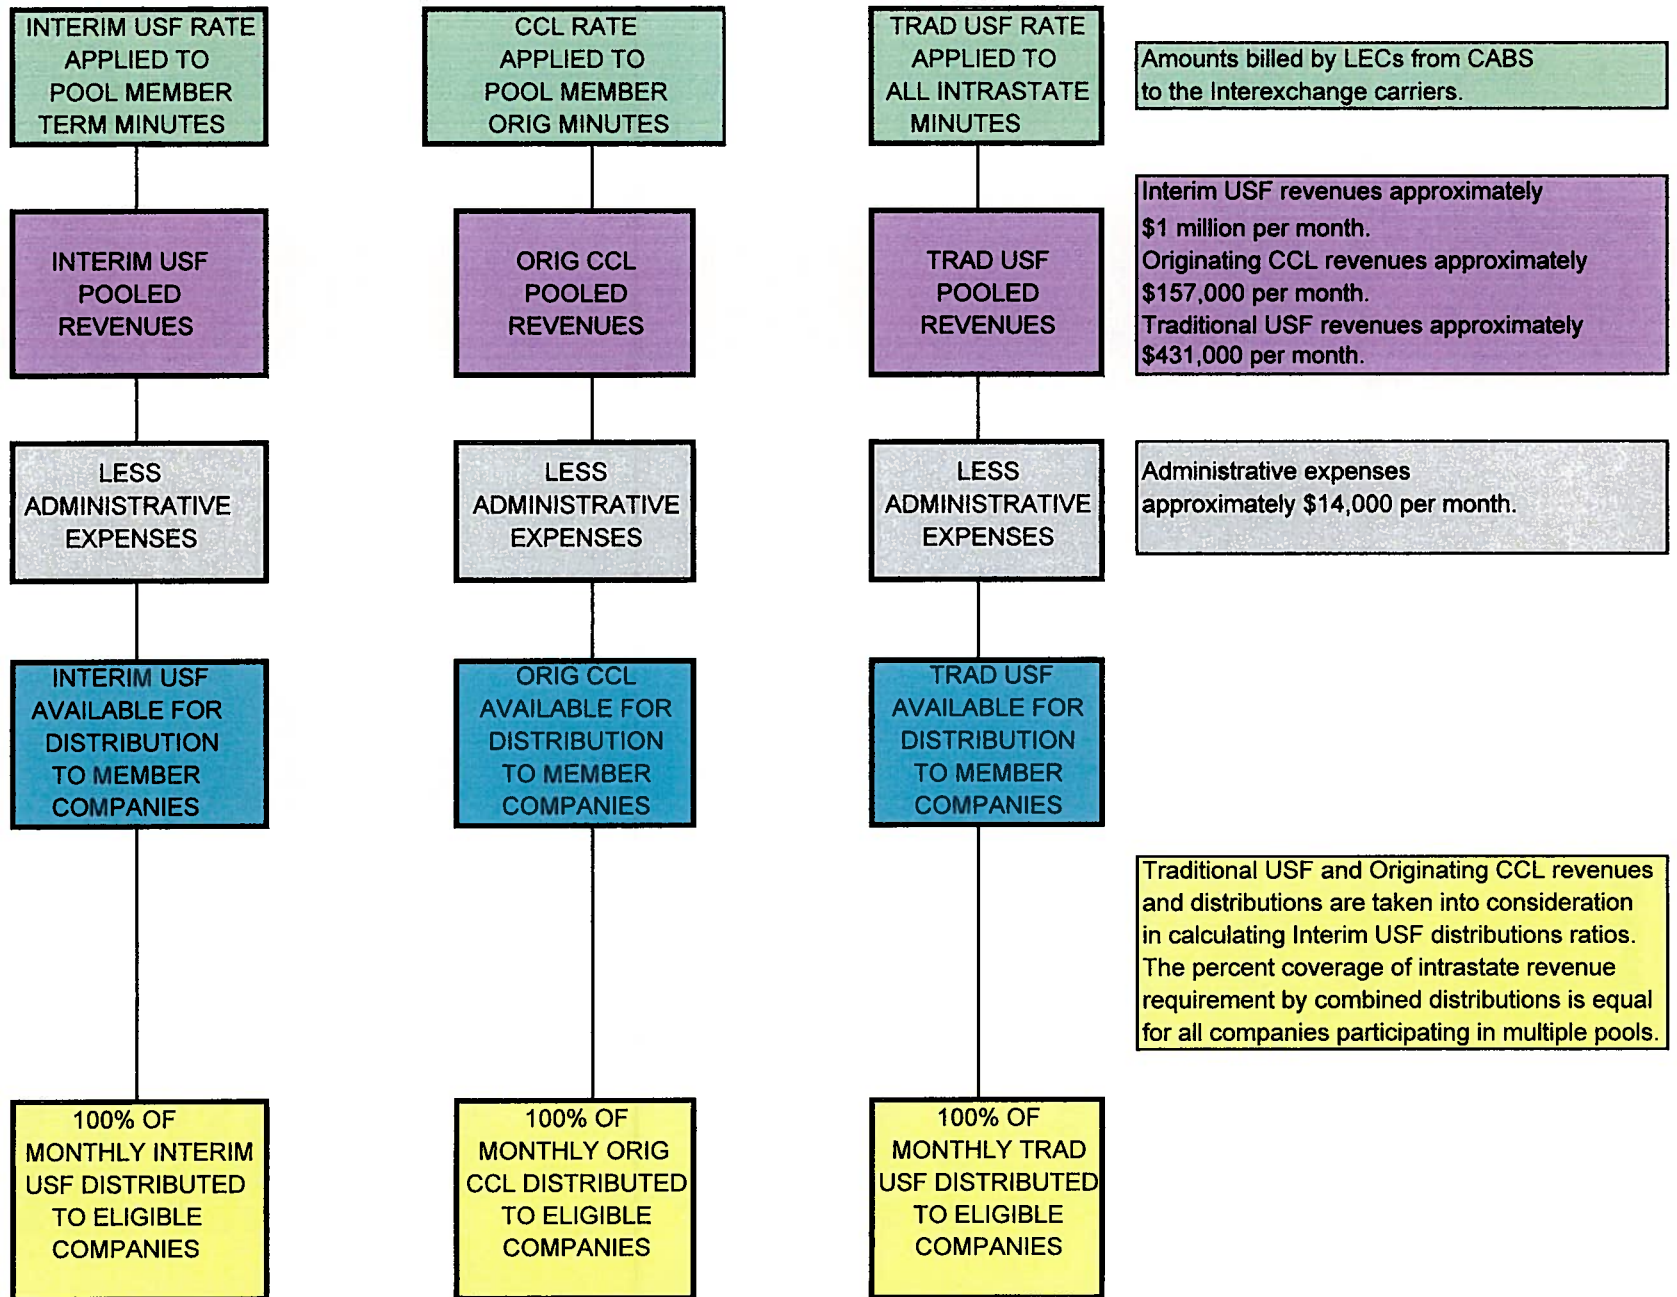 INTERIM USF RATE
APPLIED TO
POOL MEMBER
TERM MINUTES
CCL RATE
APPLIED TO
POOL MEMBER
ORIG MINUTES
TRAD USF RATE
APPLIED TO
ALL INTRASTATE
MINUTES
Amounts billed by LECs from CABS
to the Interexchange carriers.
INTERIM USF
POOLED
REVENUES
ORIG CCL
POOLED
REVENUES
TRAD USF
POOLED
REVENUES
Interim USF revenues approximately
$1 million per month.
Originating CCL revenues approximately
$157,000 per month.
Traditional USF revenues approximately
$431,000 per month.
LESS
ADMINISTRATIVE
EXPENSES
LESS
ADMINISTRATIVE
EXPENSES
LESS
ADMINISTRATIVE
EXPENSES
Administrative expenses
approximately $14,000 per month.
INTERIM USF
AVAILABLE FOR
DISTRIBUTION
TO MEMBER
COMPANIES
ORIG CCL
AVAILABLE FOR
DISTRIBUTION
TO MEMBER
COMPANIES
TRAD USF
AVAILABLE FOR
DISTRIBUTION
TO MEMBER
COMPANIES
Traditional USF and Originating CCL revenues
and distributions are taken into consideration
in calculating Interim USF distributions ratios.
The percent coverage of intrastate revenue
requirement by combined distributions is equal
for all companies participating in multiple pools.
100% OF
MONTHLY INTERIM
USF DISTRIBUTED
TO ELIGIBLE
COMPANIES
100% OF
MONTHLY ORIG
CCL DISTRIBUTED
TO ELIGIBLE
COMPANIES
100% OF
MONTHLY TRAD
USF DISTRIBUTED
TO ELIGIBLE
COMPANIES